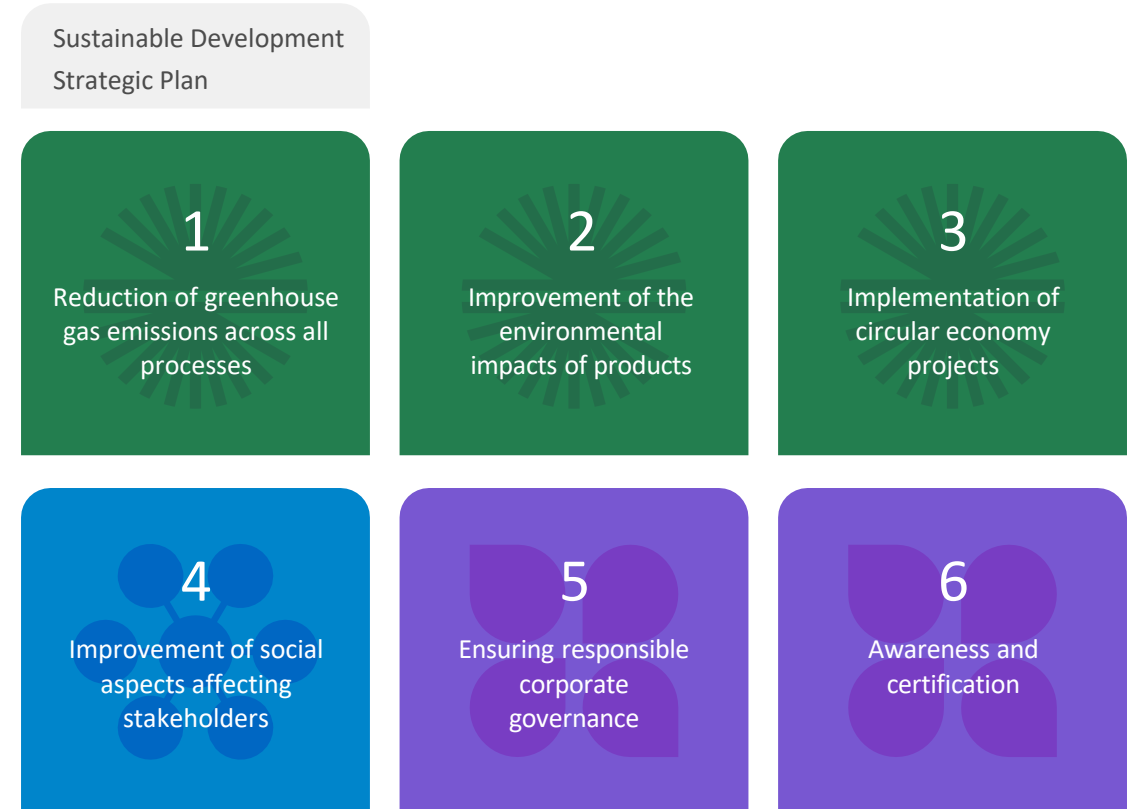 Sustainable Development
Strategic Plan
1
Reduction of greenhouse
gas emissions across all
processes
2
Improvement of the
environmental
impacts of products
3
Implementation of
circular economy
projects
4
Improvement of social
aspects affecting
stakeholders
5
Ensuring responsible
corporate
governance
6
Awareness and
certification